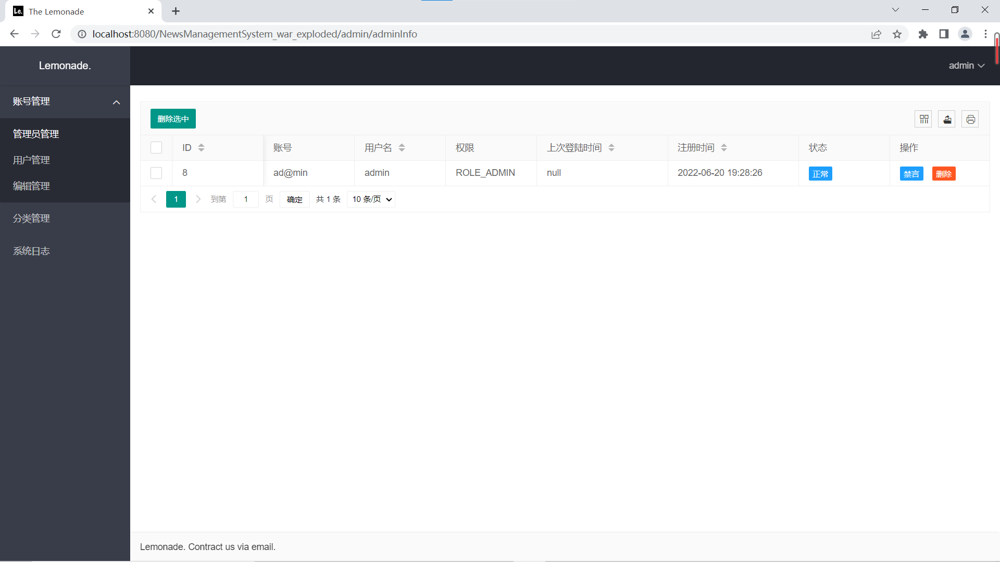 Le. The Lemonade
localhost:8080/NewsManagementSystem_war_exploded/admin/adminInfo
Lemonade.
admin
账号管理
管理员管理
用户管理
编辑管理
分类管理
系统日志
删除选中
ID 账号 用户名 权限 上次登陆时间 注册时间 状态 操作
8 ad@min admin ROLE_ADMIN null 2022-06-20 19:28:26 正常 禁言 删除
1 到第 1 页 确定 共 1 条 10 条/页
Lemonade. Contract us via email.